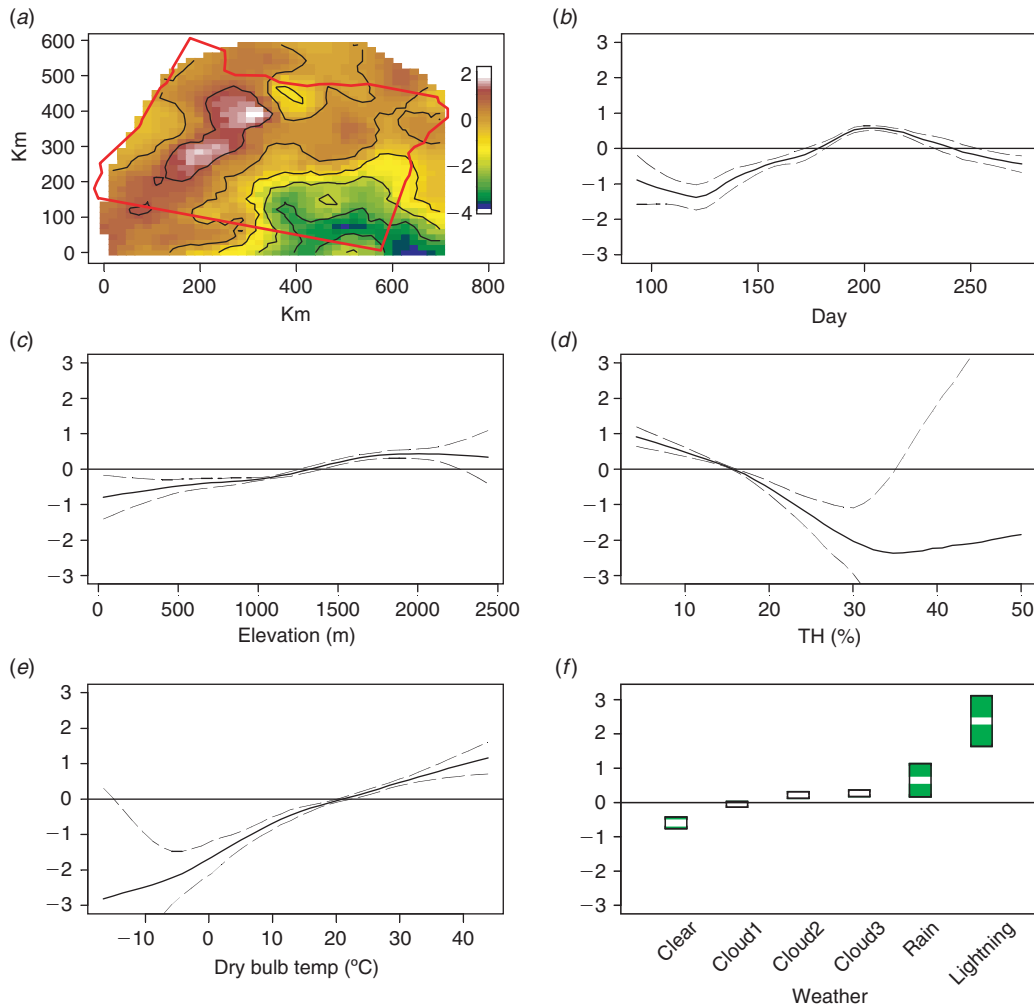 (a)
600
500
400
300
200
100
0
Km
0 200 400 600 800
Km
2
0
−2
−4
(b)
3
2
1
0
−1
−2
−3
100 150 200 250
Day
(c)
3
2
1
0
−1
−2
−3
0 500 1000 1500 2000 2500
Elevation (m)
(d)
3
2
1
0
−1
−2
−3
10 20 30 40 50
TH (%)
(e)
3
2
1
0
−1
−2
−3
−10 0 10 20 30 40
Dry bulb temp (ºC)
(f)
3
2
1
0
−1
−2
−3
Clear
Cloud1
Cloud2
Cloud3
Rain
Lightning
Weather